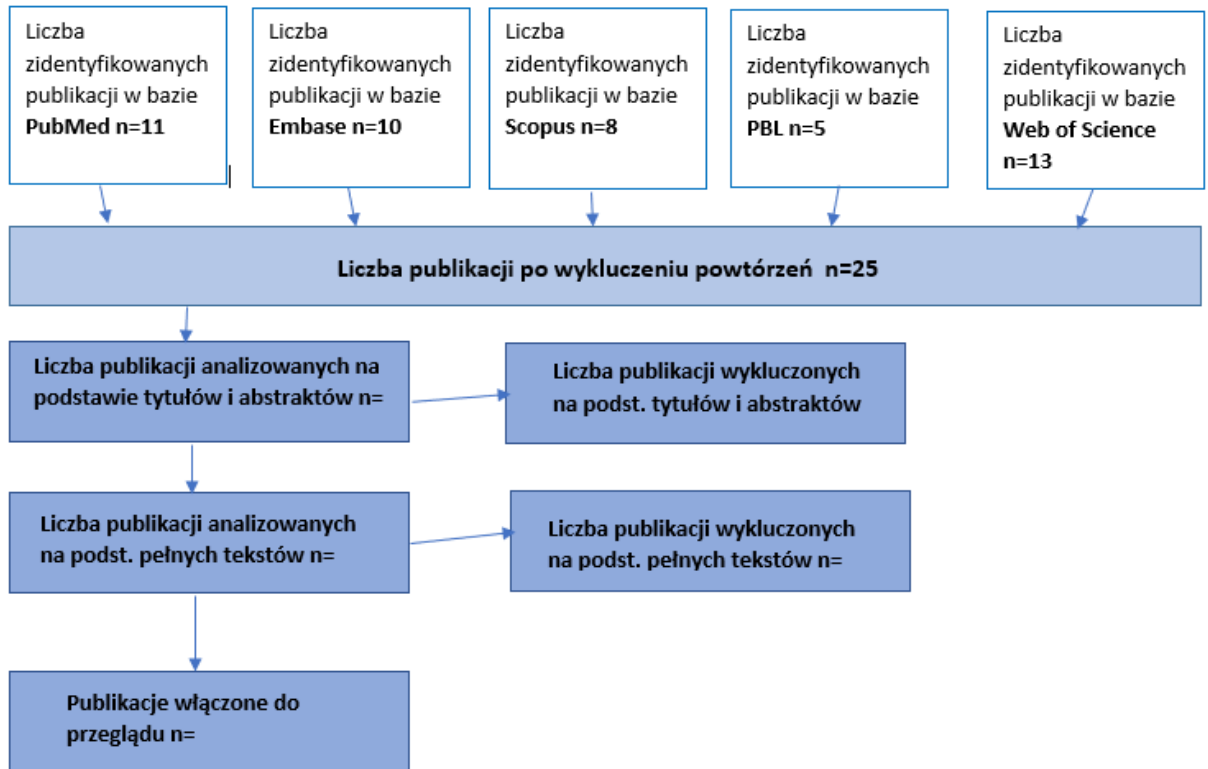 Liczba
zidentyfikowanych
publikacji w bazie
PubMed n=11
Liczba
zidentyfikowanych
publikacji w bazie
Embase n=10
Liczba
zidentyfikowanych
publikacji w bazie
Scopus n=8
Liczba
zidentyfikowanych
publikacji w bazie
PBL n=5
Liczba
zidentyfikowanych
publikacji w bazie
Web of Science
n=13
Liczba publikacji po wykluczeniu powtórzeń n=25
Liczba publikacji analizowanych na
podstawie tytułów i abstraktów n=
Liczba publikacji wykluczonych
na podst. tytułów i abstraktów
Liczba publikacji analizowanych
na podst. pełnych tekstów n=
Liczba publikacji wykluczonych
na podst. pełnych tekstów n=
Publikacje włączone do
przeglądu n=